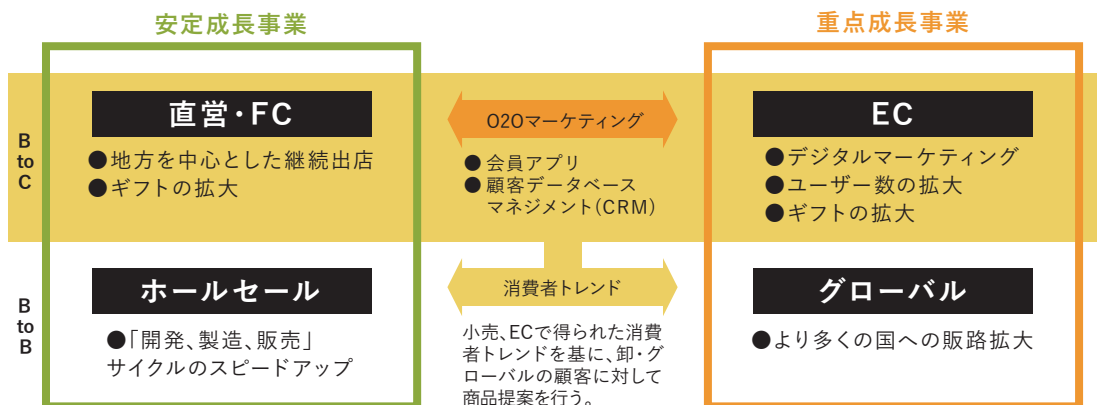 安定成長事業
重点成長事業
B
to
C
直営・FC
●地方を中心とした継続出店
●ギフトの拡大
O2Oマーケティング
●会員アプリ
●顧客データベース
マネジメント(CRM)
EC
●デジタルマーケティング
●ユーザー数の拡大
●ギフトの拡大
B
to
B
ホールセール
●「開発、製造、販売」
サイクルのスピードアップ
消費者トレンド
小売、ECで得られた消費
者トレンドを基に、卸・グ
ローバルの顧客に対して
商品提案を行う。
グローバル
●より多くの国への販路拡大